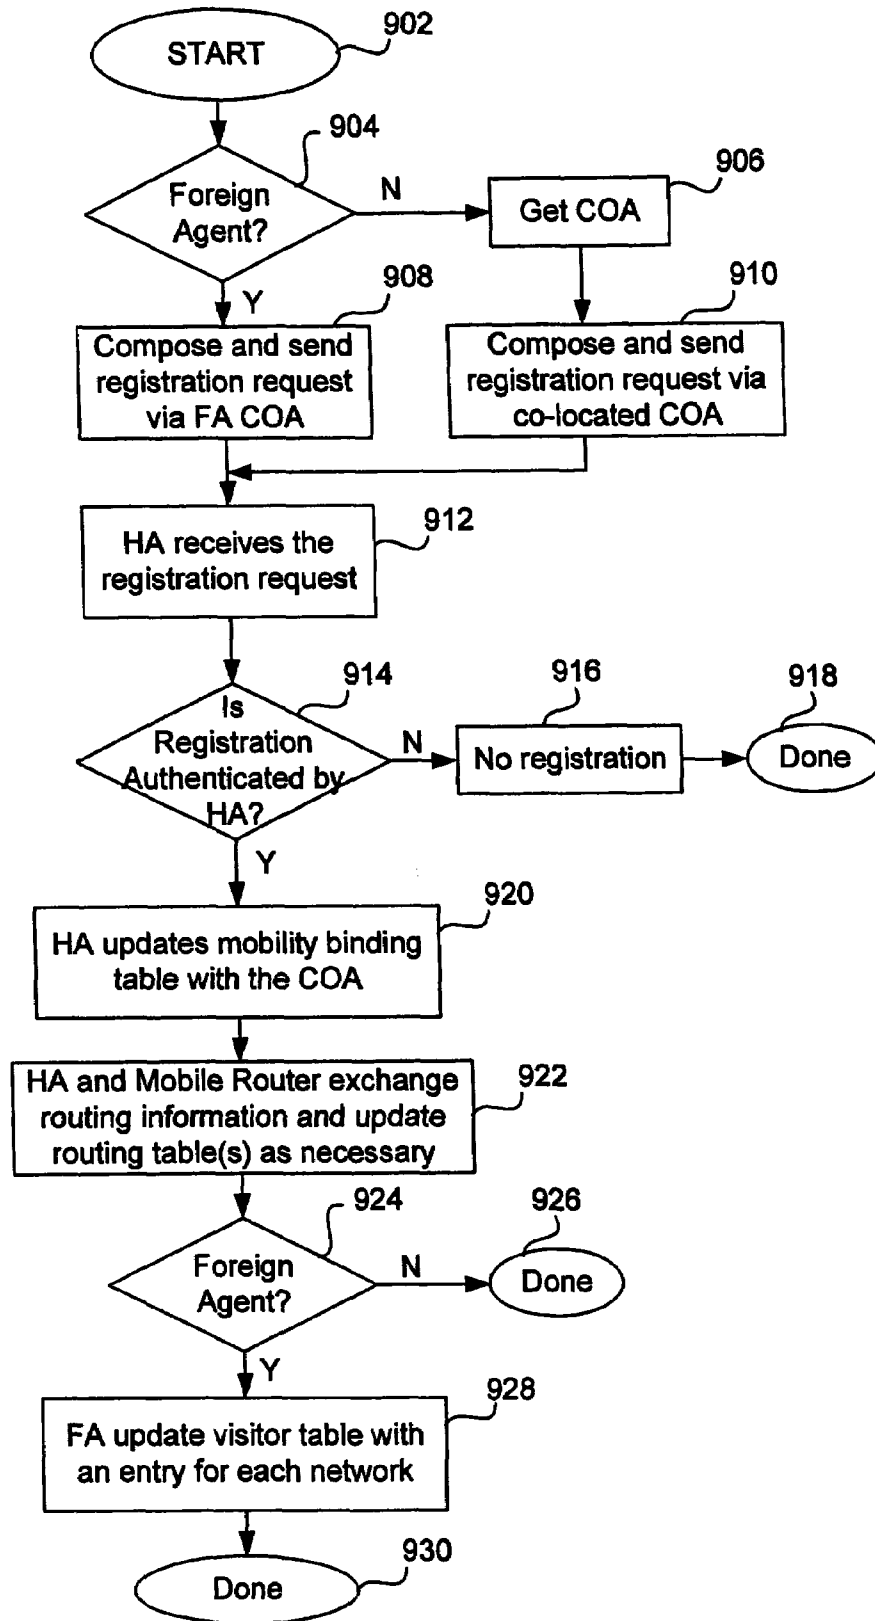 902
START
904
Foreign
Agent?
N
906
Get COA
Y
908
Compose and send
registration request
via FA COA
910
Compose and send
registration request via
co-located COA
912
HA receives the
registration request
914
Is
Registration
Authenticated by
HA?
N
916
No registration
918
Done
Y
920
HA updates mobility binding
table with the COA
922
HA and Mobile Router exchange
routing information and update
routing table(s) as necessary
924
Foreign
Agent?
N
926
Done
Y
928
FA update visitor table with
an entry for each network
930
Done